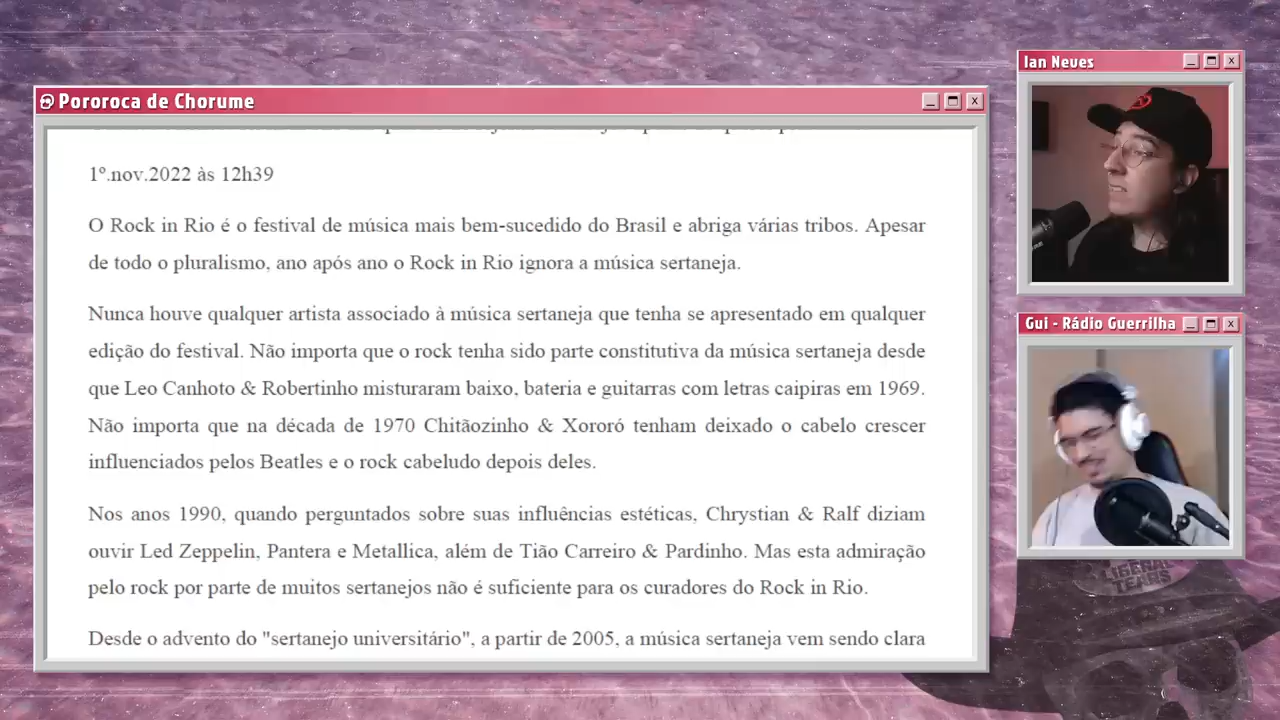 Pororoca de Chorume
1º.nov.2022 às 12h39
O Rock in Rio é o festival de música mais bem-sucedido do Brasil e abriga várias tribos. Apesar
de todo o pluralismo, ano após ano o Rock in Rio ignora a música sertaneja.
Nunca houve qualquer artista associado à música sertaneja que tenha se apresentado em qualquer
edição do festival. Não importa que o rock tenha sido parte constitutiva da música sertaneja desde
que Leo Canhoto & Robertinho misturaram baixo, bateria e guitarras com letras caipiras em 1969.
Não importa que na década de 1970 Chitãozinho & Xororó tenham deixado o cabelo crescer
influenciados pelos Beatles e o rock cabeludo depois deles.
Nos anos 1990, quando perguntados sobre suas influências estéticas, Chrystian & Ralf diziam
ouvir Led Zeppelin, Pantera e Metallica, além de Tião Carreiro & Pardinho. Mas esta admiração
pelo rock por parte de muitos sertanejos não é suficiente para os curadores do Rock in Rio.
Desde o advento do "sertanejo universitário", a partir de 2005, a música sertaneja vem sendo clara
Ian Neves
Gui - Rádio Guerrilha
LIBERAL
TEARS